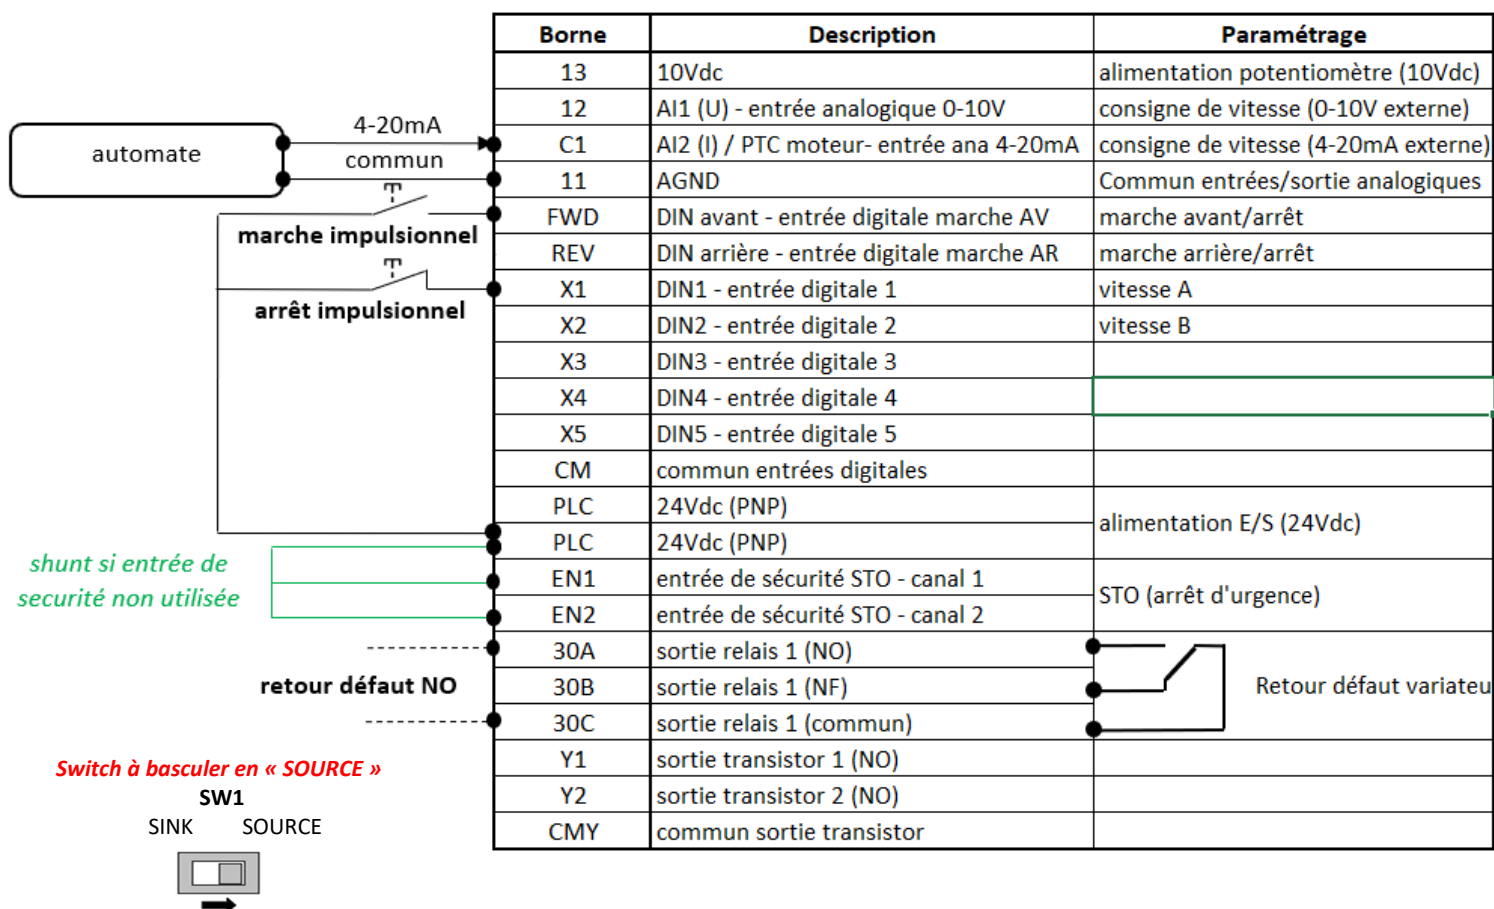 Borne Description Paramétrage
13 10Vdc alimentation potentiomètre (10Vdc)
12 AI1 (U) - entrée analogique 0-10V consigne de vitesse (0-10V externe)
C1 AI2 (I) / PTC moteur- entrée ana 4-20mA consigne de vitesse (4-20mA externe)
11 AGND Commun entrées/sortie analogiques
FWD DIN avant - entrée digitale marche AV marche avant/arrêt
REV DIN arrière - entrée digitale marche AR marche arrière/arrêt
X1 DIN1 - entrée digitale 1 vitesse A
X2 DIN2 - entrée digitale 2 vitesse B
X3 DIN3 - entrée digitale 3
X4 DIN4 - entrée digitale 4
X5 DIN5 - entrée digitale 5
CM commun entrées digitales
PLC 24Vdc (PNP)
alimentation E/S (24Vdc)
PLC 24Vdc (PNP)
EN1 entrée de sécurité STO - canal 1
STO (arrêt d'urgence)
EN2 entrée de sécurité STO - canal 2
30A sortie relais 1 (NO)
30B sortie relais 1 (NF) Retour défaut variateu
30C sortie relais 1 (commun)
Y1 sortie transistor 1 (NO)
Y2 sortie transistor 2 (NO)
CMY commun sortie transistor
automate
4-20mA
commun
marche impulsionnel
arrêt impulsionnel
shunt si entrée de
securité non utilisée
retour défaut NO
Switch à basculer en « SOURCE »
SW1
SINK SOURCE